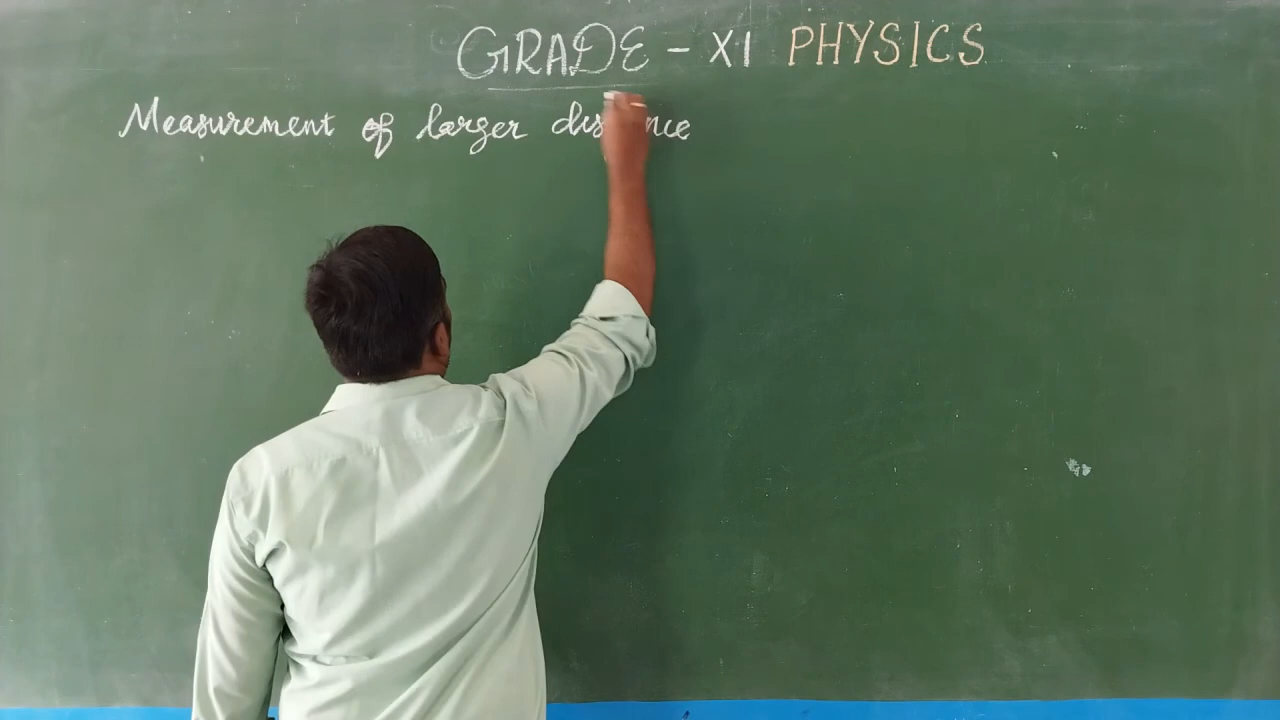 GRADE - XI PHYSICS
Measurement of larger distance